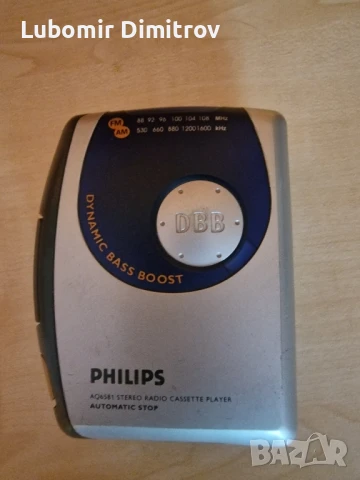 Lubomir Dimitrov
FM 88 92 96 100 104 108 MHz
AM 530 660 880 1200 1600 kHz
DBB
DYNAMIC BASS BOOST
PHILIPS
AQ6581 STEREO RADIO CASSETTE PLAYER
AUTOMATIC STOP
BAZAR